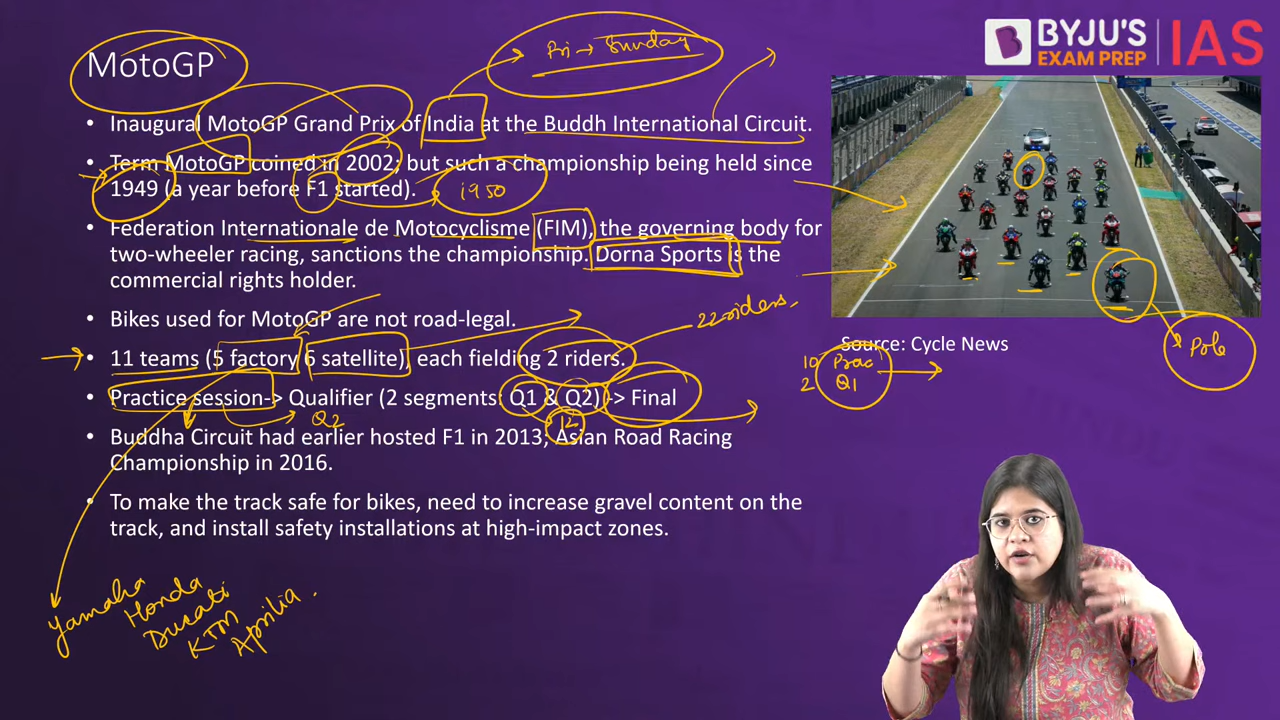 MotoGP
Fri → Sunday
BYJU'S
EXAM PREP
IAS
• Inaugural MotoGP Grand Prix of India at the Buddh International Circuit.
• Term MotoGP coined in 2002; but such a championship being held since
1949 (a year before F1 started).
1950
• Federation Internationale de Motocyclisme (FIM), the governing body for
two-wheeler racing, sanctions the championship. Dorna Sports is the
commercial rights holder.
• Bikes used for MotoGP are not road-legal.
22 riders.
• 11 teams (5 factory 6 satellite), each fielding 2 riders.
• Practice session-> Qualifier (2 segments: Q1 & Q2) -> Final
Q2
12
• Buddha Circuit had earlier hosted F1 in 2013; Asian Road Racing
Championship in 2016.
• To make the track safe for bikes, need to increase gravel content on the
track, and install safety installations at high-impact zones.
Yamaha
Honda
Ducati
KTM
Aprilia.
Source: Cycle News
Pole
10 Prac
2 Q1